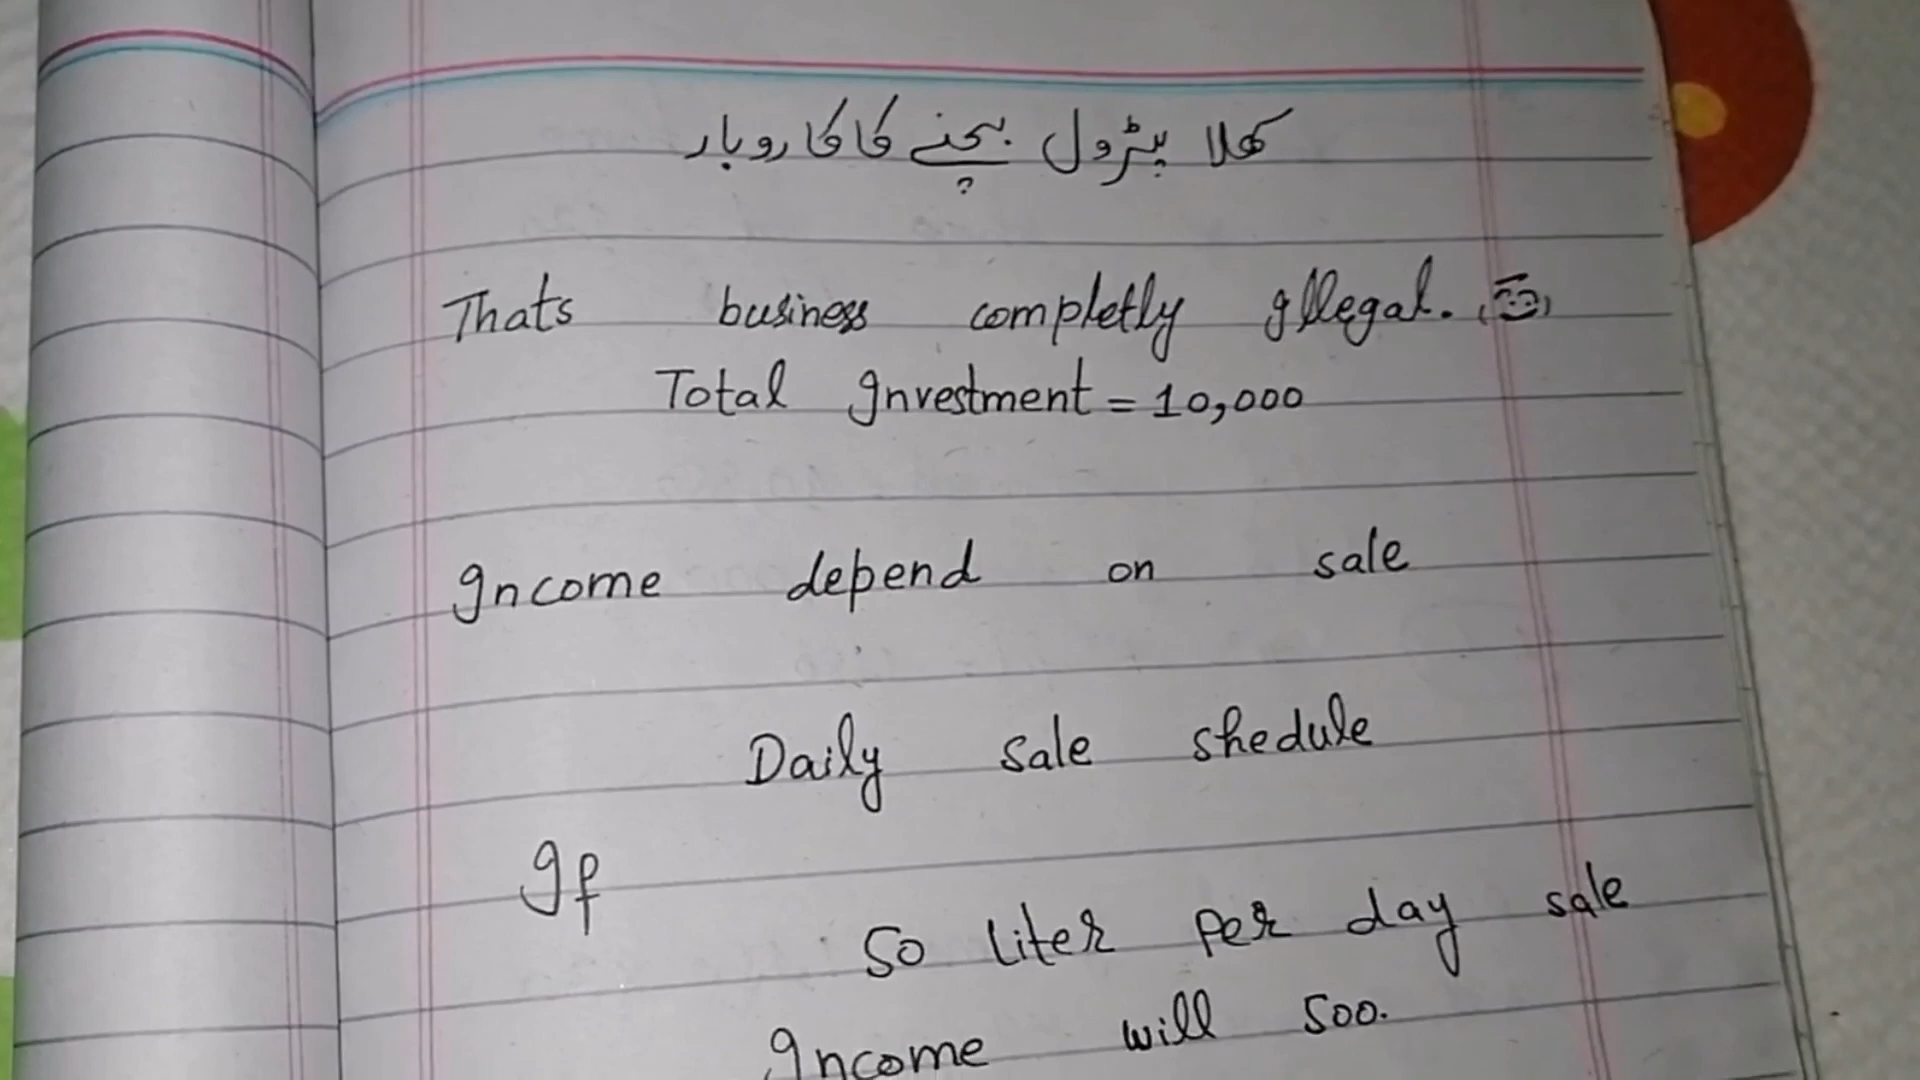 کھلا پیٹرول بیچنے کا کاروبار
Thats business completly Illegal.
Total Investment = 10,000
Income depend on sale
Daily sale shedule
If
50 Liter Per day sale
Income will 500.